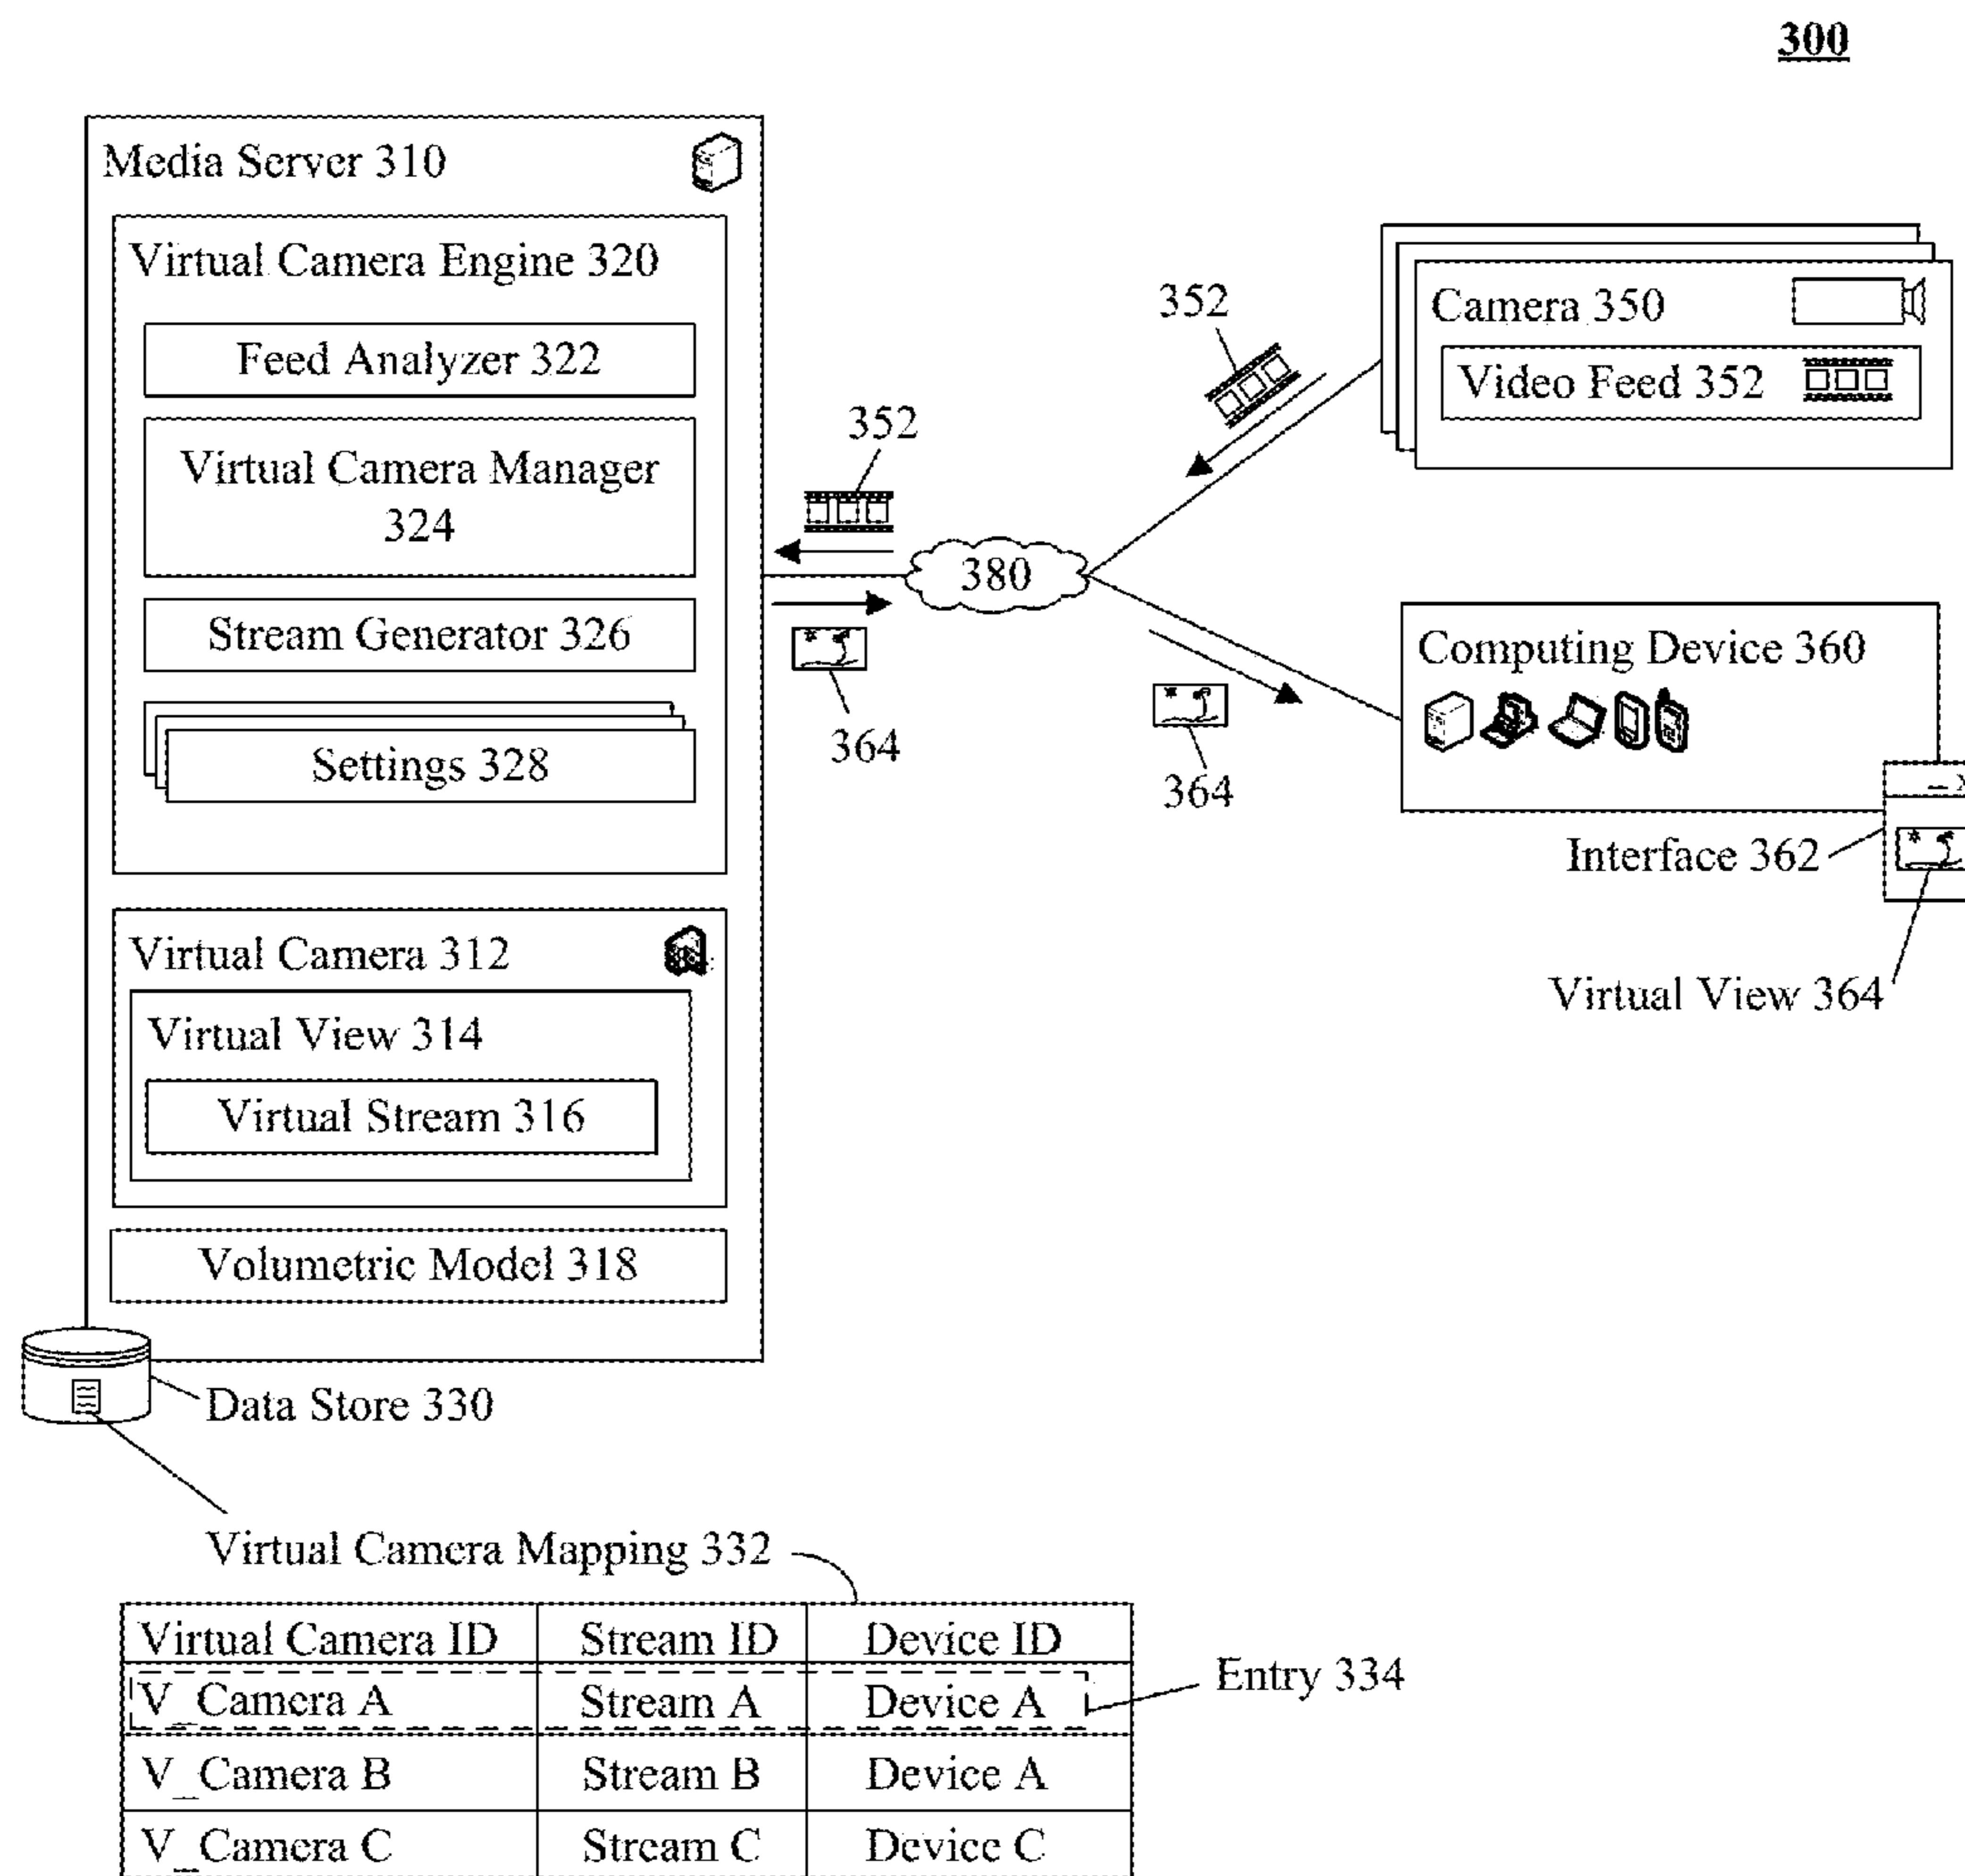 300
Media Server 310
Virtual Camera Engine 320
Feed Analyzer 322
Virtual Camera Manager
324
Stream Generator 326
Settings 328
Virtual Camera 312
Virtual View 314
Virtual Stream 316
Volumetric Model 318
Data Store 330
352
364
380
352
364
Camera 350
Video Feed 352
Computing Device 360
Interface 362
Virtual View 364
Virtual Camera Mapping 332
Virtual Camera ID Stream ID Device ID
V_Camera A Stream A Device A
Entry 334
V_Camera B Stream B Device A
V_Camera C Stream C Device C